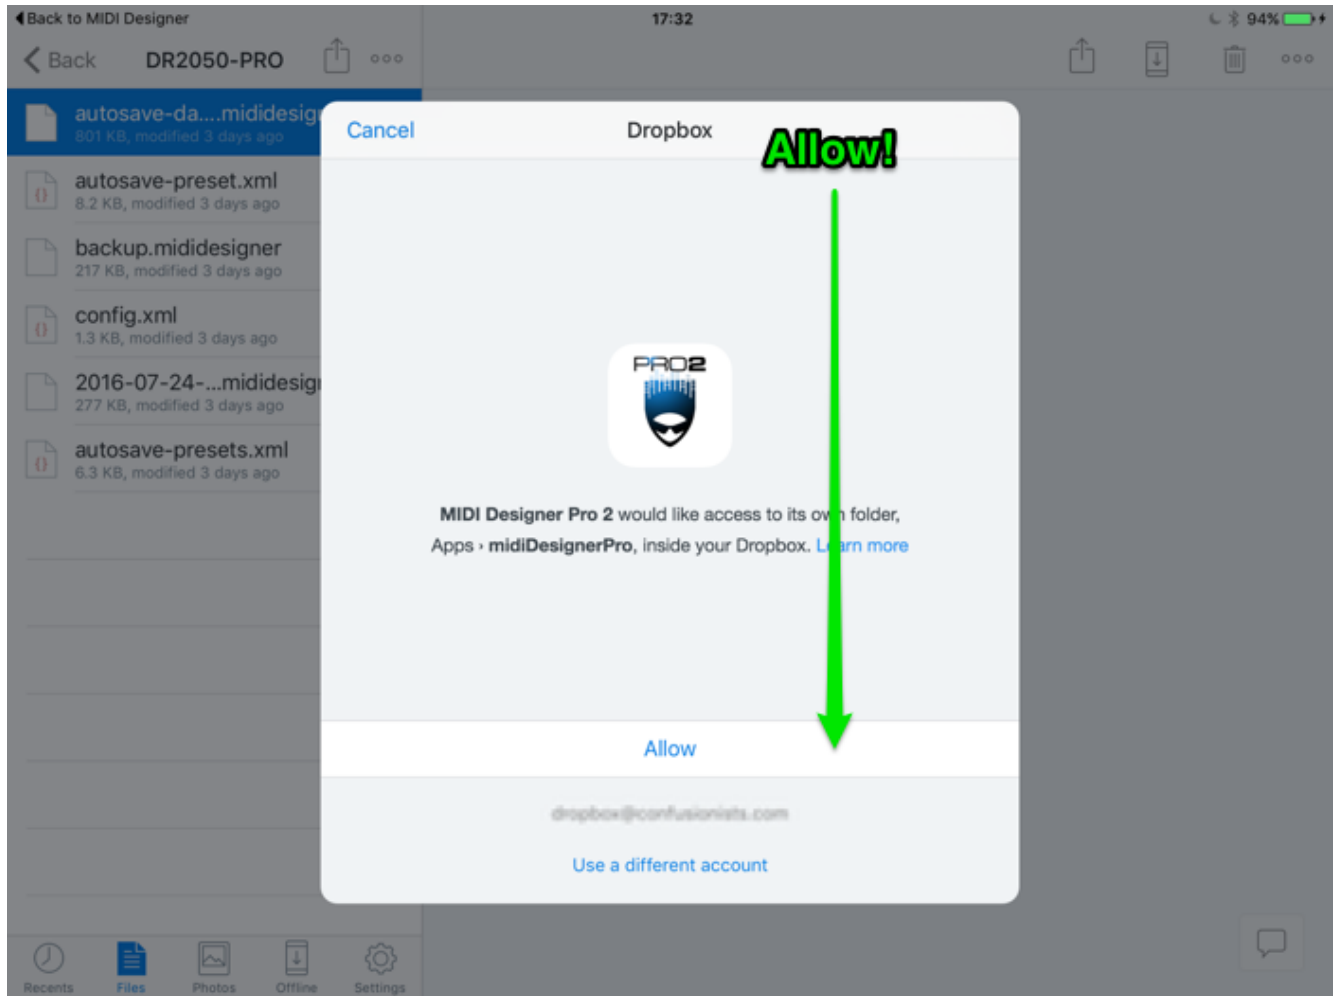 Back to MIDI Designer
17:32
94%
Back
DR2050-PRO
autosave-da....mididesig
801 KB, modified 3 days ago
autosave-preset.xml
8.2 KB, modified 3 days ago
backup.mididesigner
217 KB, modified 3 days ago
config.xml
1.3 KB, modified 3 days ago
2016-07-24-...mididesig
277 KB, modified 3 days ago
autosave-presets.xml
6.3 KB, modified 3 days ago
Cancel
Dropbox
Allow!
PRO2
MIDI Designer Pro 2 would like access to its own folder,
Apps › midiDesignerPro, inside your Dropbox. Learn more
Allow
dropbox@confusionists.com
Use a different account
Recents
Files
Photos
Offline
Settings